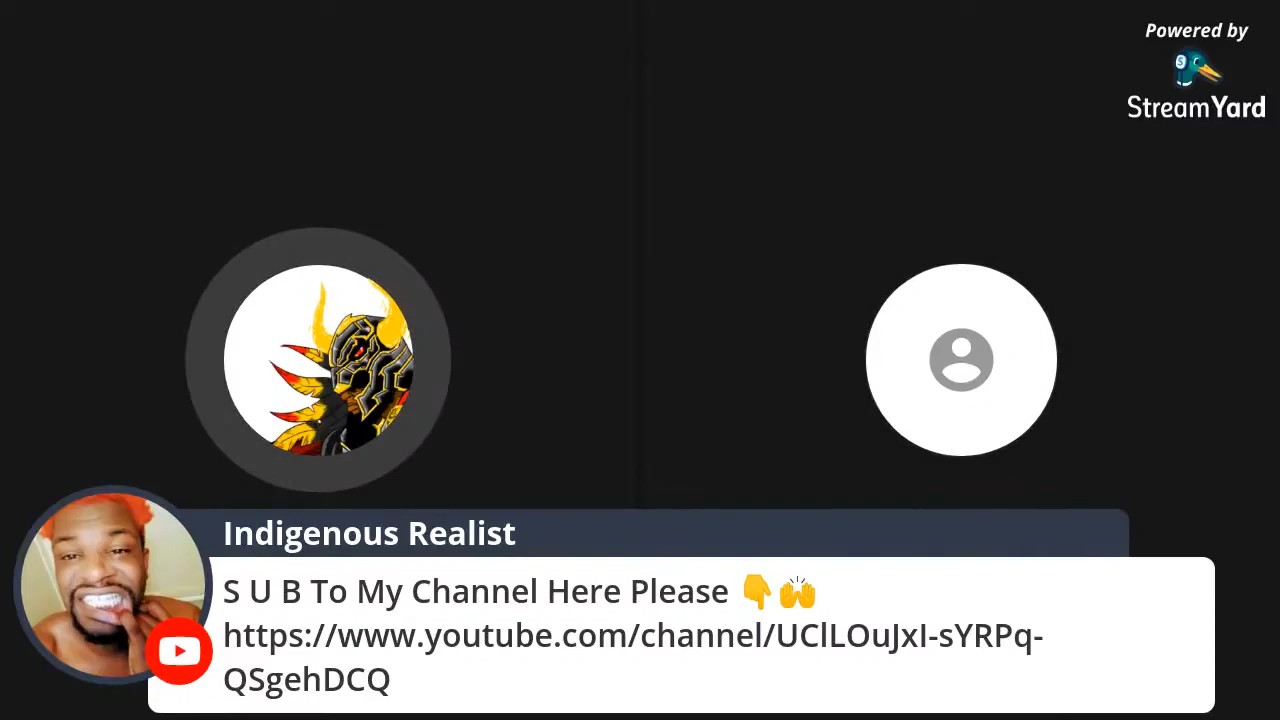 Powered by
StreamYard
Indigenous Realist
S U B To My Channel Here Please 👇🙌
https://www.youtube.com/channel/UClLOuJxI-sYRPq-
QSgehDCQ